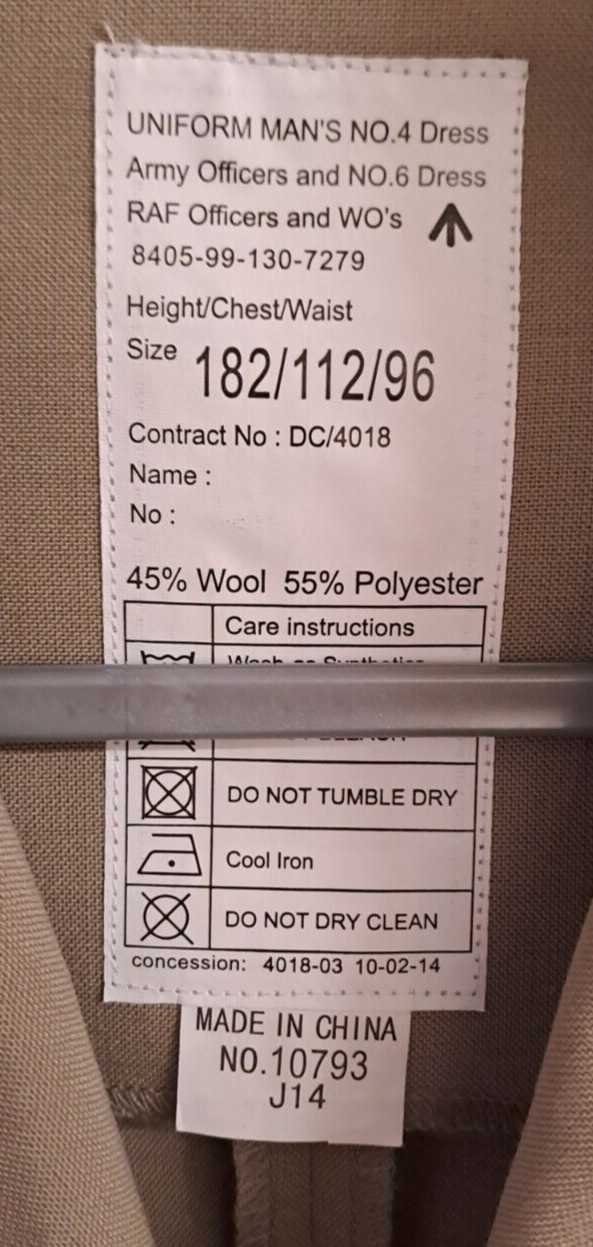 UNIFORM MAN'S NO.4 Dress
Army Officers and NO.6 Dress
RAF Officers and WO's
8405-99-130-7279
Height/Chest/Waist
Size 182/112/96
Contract No : DC/4018
Name :
No :
45% Wool 55% Polyester
Care instructions
DO NOT TUMBLE DRY
Cool Iron
DO NOT DRY CLEAN
concession: 4018-03 10-02-14
MADE IN CHINA
NO.10793
J14